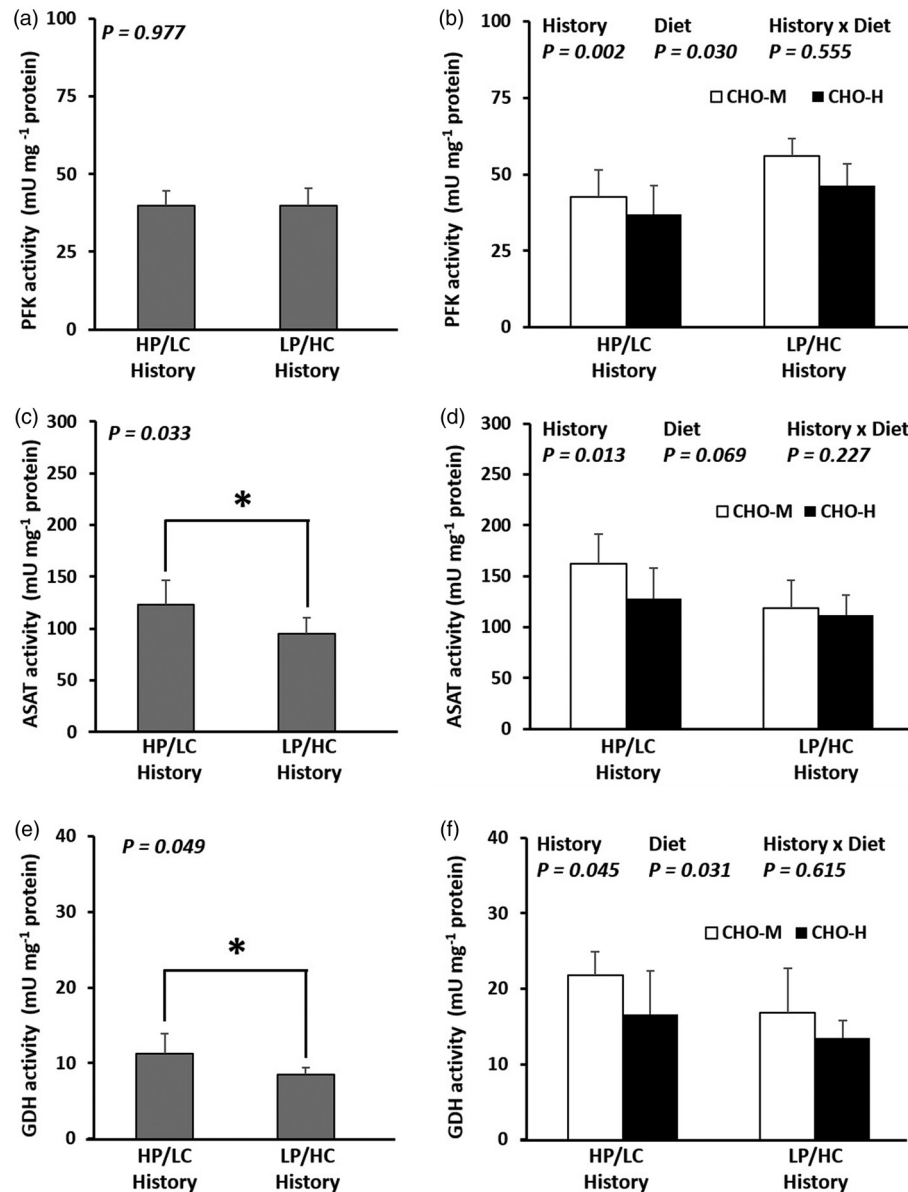 (a)
P = 0.977
PFK activity (mU mg -1 protein)
100
75
50
25
0
HP/LC
History
LP/HC
History
(b)
History Diet History x Diet
P = 0.002 P = 0.030 P = 0.555
CHO-M CHO-H
PFK activity (mU mg-1 protein)
100
75
50
25
0
HP/LC
History
LP/HC
History
(c)
P = 0.033
*
ASAT activity (mU mg-1 protein)
300
250
200
150
100
50
0
HP/LC
History
LP/HC
History
(d)
History Diet History x Diet
P = 0.013 P = 0.069 P = 0.227
CHO-M CHO-H
ASAT activity (mU mg-1 protein)
300
250
200
150
100
50
0
HP/LC
History
LP/HC
History
(e)
P = 0.049
*
GDH activity (mU mg-1 protein)
40
30
20
10
0
HP/LC
History
LP/HC
History
(f)
History Diet History x Diet
P = 0.045 P = 0.031 P = 0.615
CHO-M CHO-H
GDH activity (mU mg-1 protein)
40
30
20
10
0
HP/LC
History
LP/HC
History